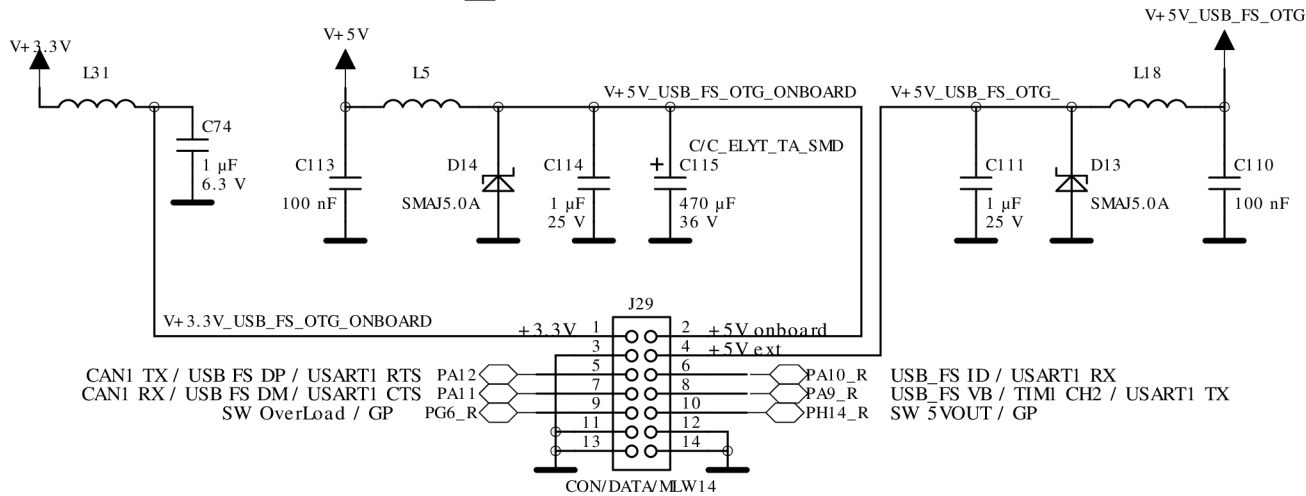 V+5V_USB_FS_OTG
V+3.3V
V+5V
L31
L5
L18
V+5V_USB_FS_OTG_ONBOARD
V+5V_USB_FS_OTG_
C74
1 µF
6.3 V
C113
100 nF
D14
SMAJ5.0A
C114
1 µF
25 V
C/C_ELYT_TA_SMD
+
C115
470 µF
36 V
C111
1 µF
25 V
D13
SMAJ5.0A
C110
100 nF
J29
V+3.3V_USB_FS_OTG_ONBOARD
+3.3V 1 2 +5V onboard
3 4 +5V ext
CAN1 TX / USB FS DP / USART1 RTS PA12 5 6 PA10_R USB_FS ID / USART1 RX
CAN1 RX / USB FS DM / USART1 CTS PA11 7 8 PA9_R USB_FS VB / TIM1 CH2 / USART1 TX
SW OverLoad / GP PG6_R 9 10 PH14_R SW 5VOUT / GP
11 12
13 14
CON/DATA/MLW14